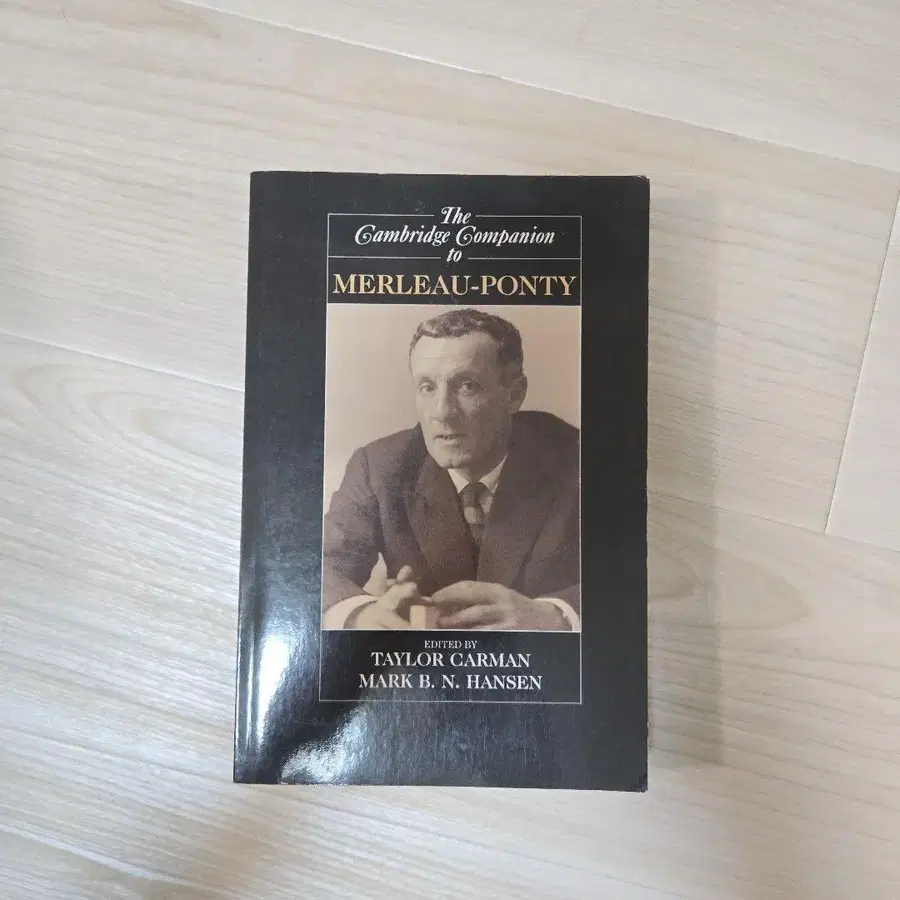 The
Cambridge Companion
to
MERLEAU-PONTY
EDITED BY
TAYLOR CARMAN
MARK B. N. HANSEN